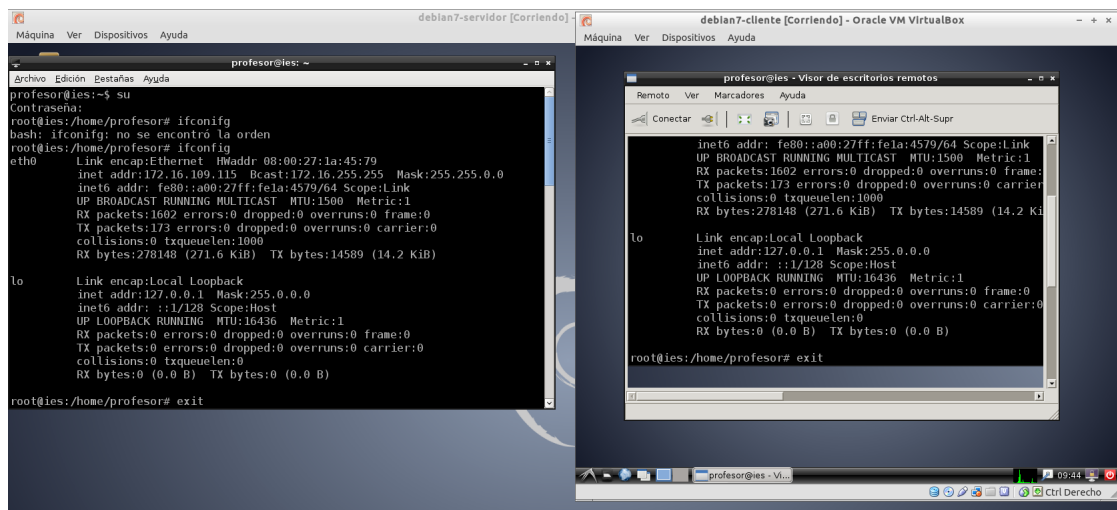 debian7-servidor [Corriendo] -
Máquina Ver Dispositivos Ayuda
profesor@ies: ~
Archivo Edición Pestañas Ayuda
profesor@ies:~$ su
Contraseña:
root@ies:/home/profesor# ifconifg
bash: ifconifg: no se encontró la orden
root@ies:/home/profesor# ifconfig
eth0 Link encap:Ethernet HWaddr 08:00:27:1a:45:79
inet addr:172.16.109.115 Bcast:172.16.255.255 Mask:255.255.0.0
inet6 addr: fe80::a00:27ff:fe1a:4579/64 Scope:Link
UP BROADCAST RUNNING MULTICAST MTU:1500 Metric:1
RX packets:1602 errors:0 dropped:0 overruns:0 frame:0
TX packets:173 errors:0 dropped:0 overruns:0 carrier:0
collisions:0 txqueuelen:1000
RX bytes:278148 (271.6 KiB) TX bytes:14589 (14.2 KiB)
lo Link encap:Local Loopback
inet addr:127.0.0.1 Mask:255.0.0.0
inet6 addr: ::1/128 Scope:Host
UP LOOPBACK RUNNING MTU:16436 Metric:1
RX packets:0 errors:0 dropped:0 overruns:0 frame:0
TX packets:0 errors:0 dropped:0 overruns:0 carrier:0
collisions:0 txqueuelen:0
RX bytes:0 (0.0 B) TX bytes:0 (0.0 B)
root@ies:/home/profesor# exit
debian7-cliente [Corriendo] - Oracle VM VirtualBox
Máquina Ver Dispositivos Ayuda
profesor@ies - Visor de escritorios remotos
Remoto Ver Marcadores Ayuda
Conectar Enviar Ctrl-Alt-Supr
inet6 addr: fe80::a00:27ff:fe1a:4579/64 Scope:Link
UP BROADCAST RUNNING MULTICAST MTU:1500 Metric:1
RX packets:1602 errors:0 dropped:0 overruns:0 frame:
TX packets:173 errors:0 dropped:0 overruns:0 carrier
collisions:0 txqueuelen:1000
RX bytes:278148 (271.6 KiB) TX bytes:14589 (14.2 Ki
lo Link encap:Local Loopback
inet addr:127.0.0.1 Mask:255.0.0.0
inet6 addr: ::1/128 Scope:Host
UP LOOPBACK RUNNING MTU:16436 Metric:1
RX packets:0 errors:0 dropped:0 overruns:0 frame:0
TX packets:0 errors:0 dropped:0 overruns:0 carrier:0
collisions:0 txqueuelen:0
RX bytes:0 (0.0 B) TX bytes:0 (0.0 B)
root@ies:/home/profesor# exit
profesor@ies - Vi... 09:44
Ctrl Derecho